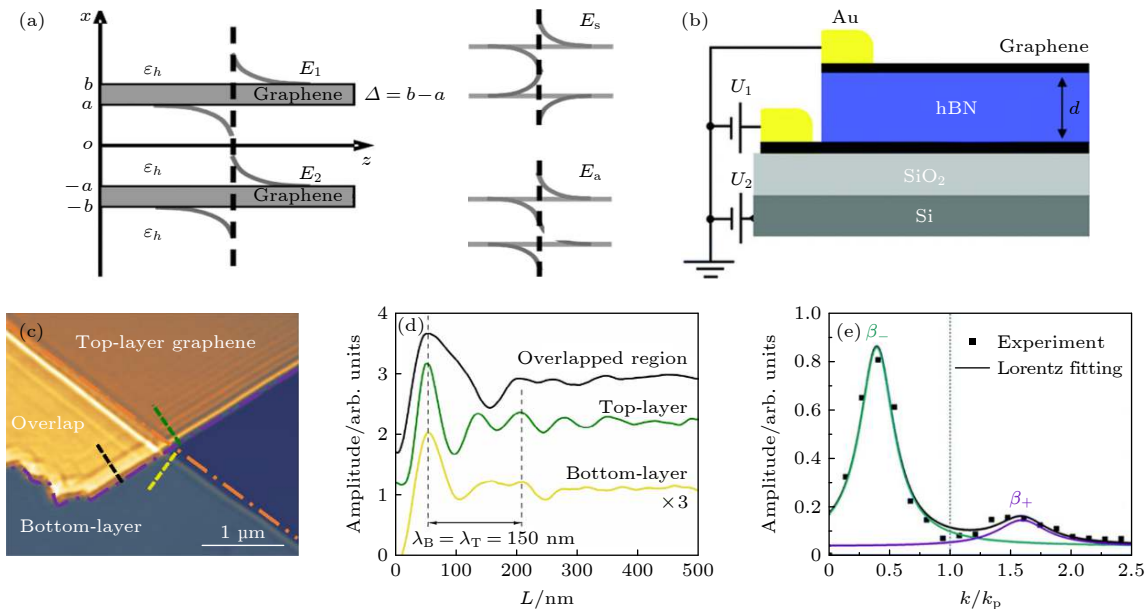 (a)
x
ε_h
E_1
b
Graphene
Δ = b−a
a
o
z
ε_h
E_2
−a
Graphene
−b
ε_h
E_s
E_a
(b)
Au
Graphene
U_1
hBN
d
U_2
SiO_2
Si
(c)
Top-layer graphene
Overlap
Bottom-layer
1 μm
(d)
Amplitude/arb. units
4
3
2
1
0
Overlapped region
Top-layer
Bottom-layer
×3
λ_B = λ_T = 150 nm
0 100 200 300 400 500
L/nm
(e)
Amplitude/arb. units
1.0
0.8
0.6
0.4
0.2
0
β_−
Experiment
Lorentz fitting
β_+
0 0.5 1.0 1.5 2.0 2.5
k/k_p